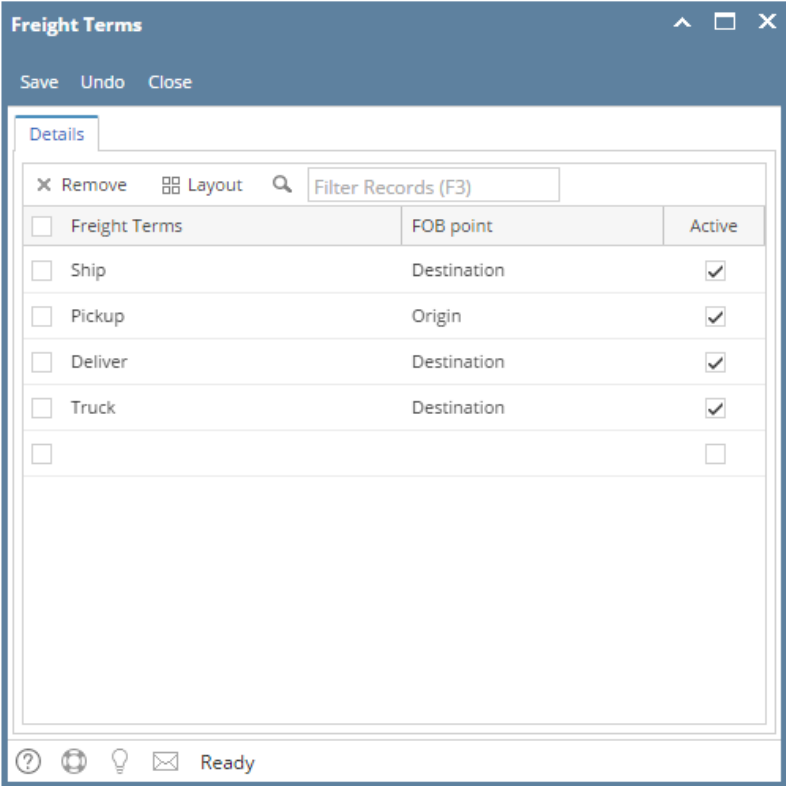 Freight Terms
Save Undo Close
Details
Remove Layout Filter Records (F3)
Freight Terms FOB point Active
Ship Destination
Pickup Origin
Deliver Destination
Truck Destination
Ready